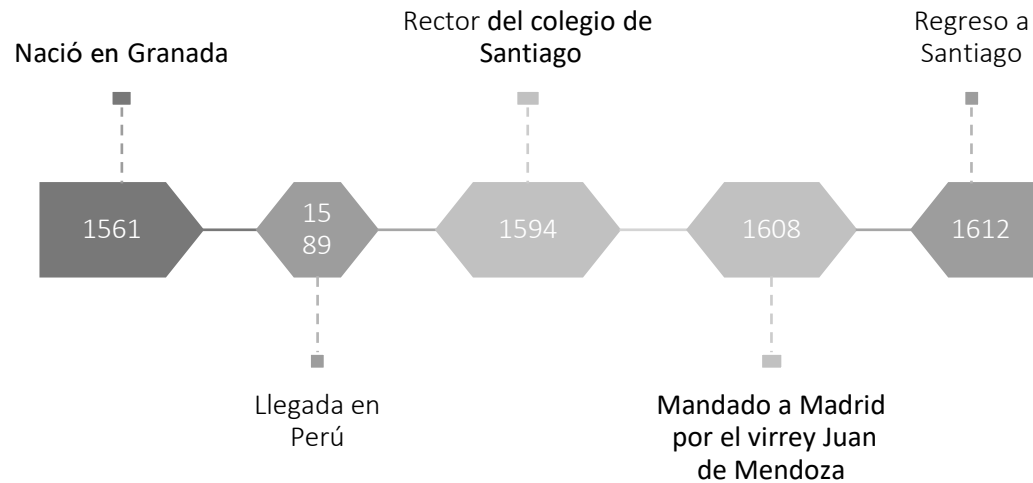 Nació en Granada
Rector del colegio de
Santiago
Regreso a
Santiago
1561
15
89
1594
1608
1612
Llegada en
Perú
Mandado a Madrid
por el virrey Juan
de Mendoza